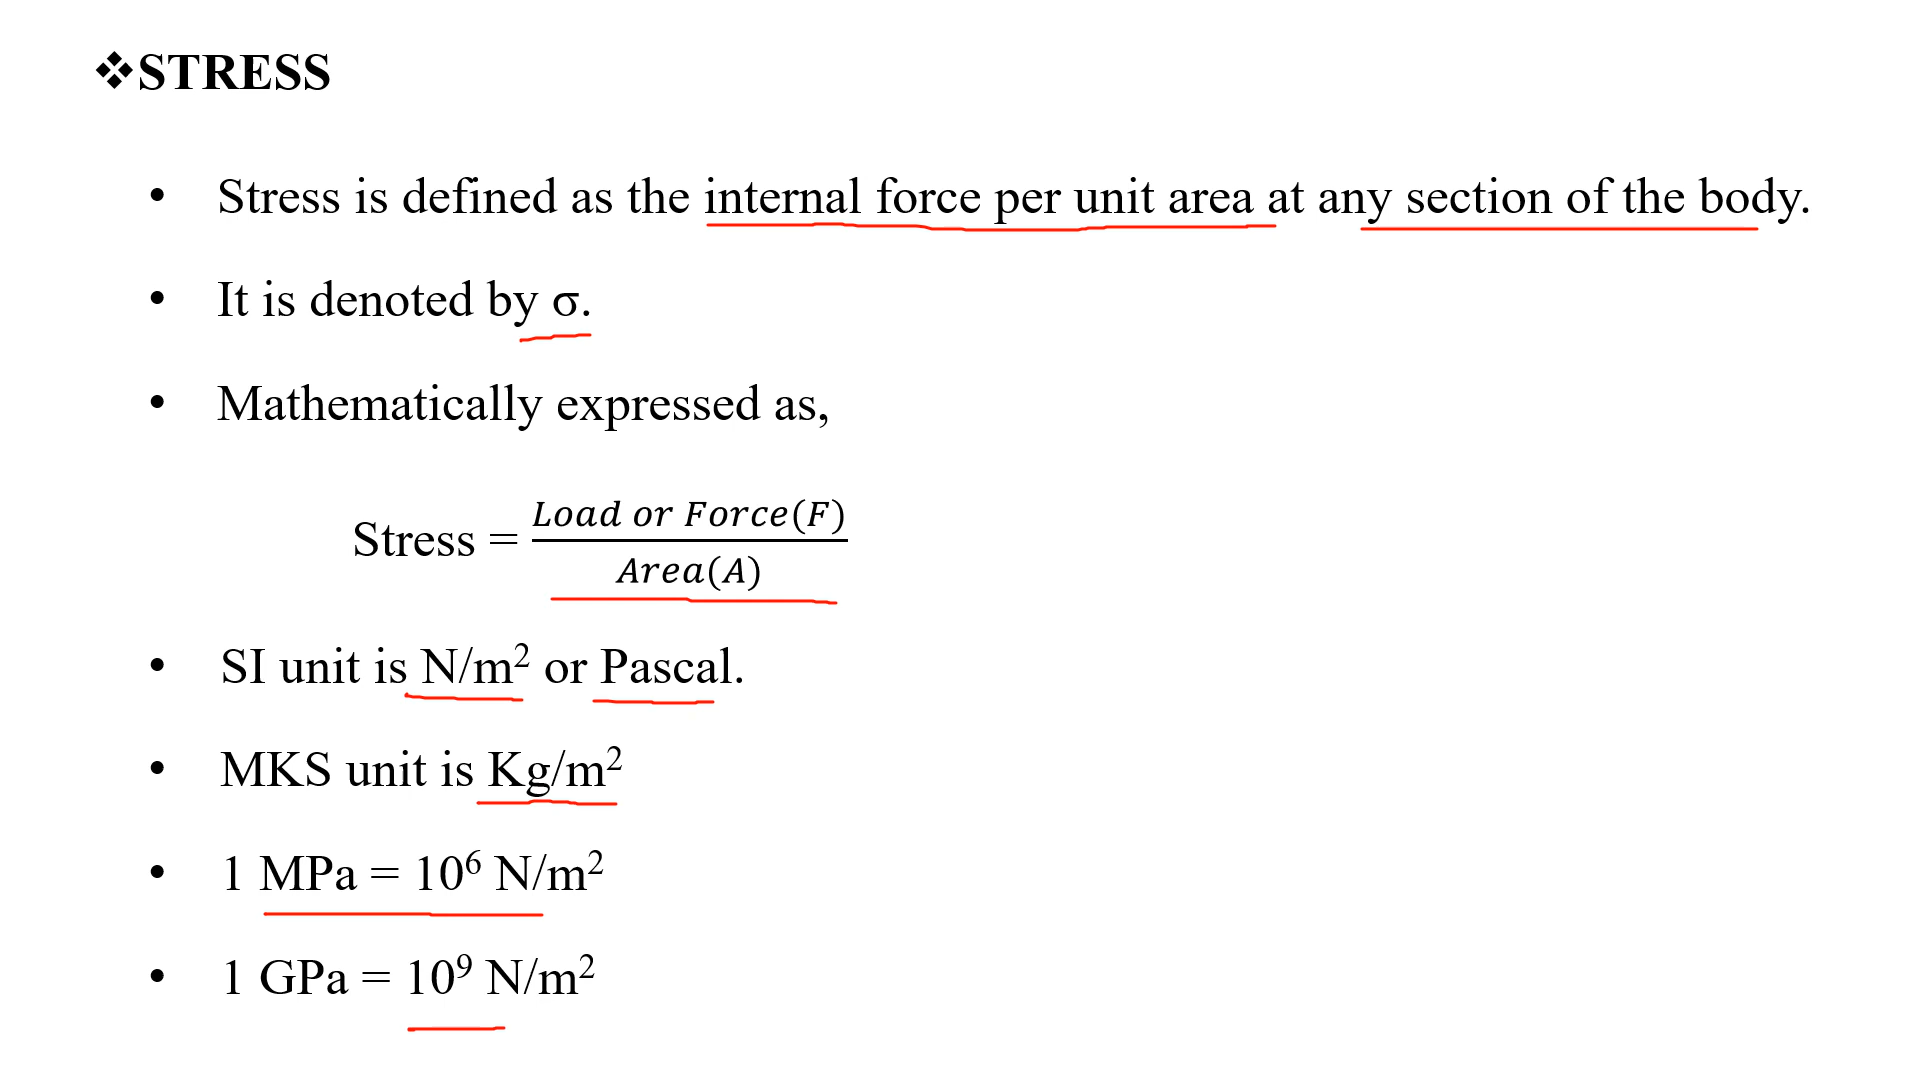 ❖STRESS
• Stress is defined as the internal force per unit area at any section of the body.
• It is denoted by σ.
• Mathematically expressed as,
Stress = Load or Force(F)
Area(A)
• SI unit is N/m² or Pascal.
• MKS unit is Kg/m²
• 1 MPa = 10⁶ N/m²
• 1 GPa = 10⁹ N/m²